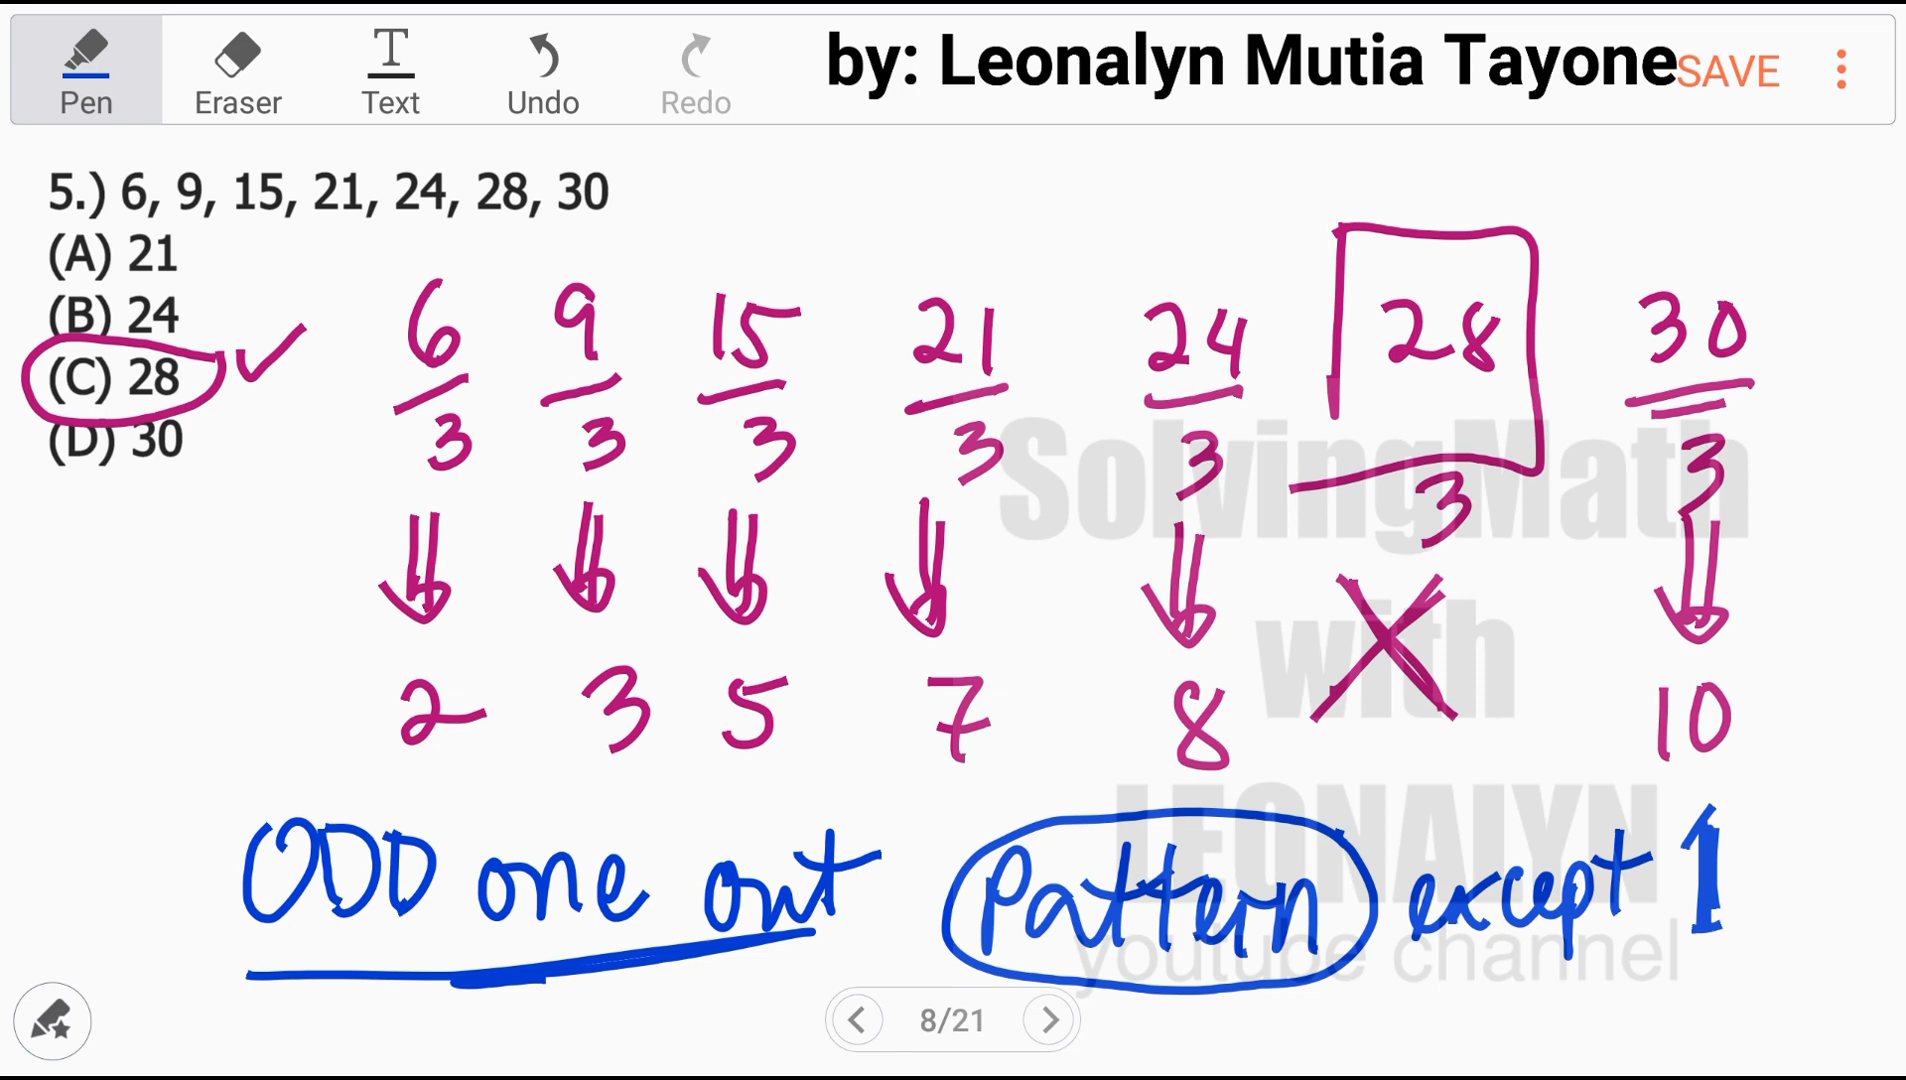 by: Leonalyn Mutia Tayone
SAVE
Pen
Eraser
Text
Undo
Redo
5.) 6, 9, 15, 21, 24, 28, 30
(A) 21
(B) 24
(C) 28
(D) 30
6 9 15 21 24 28 30
3 3 3 3 3 3 3
2 3 5 7 8 10
ODD one out Pattern except 1
SolvingMath
with
LEONALYN
youtube channel
8/21